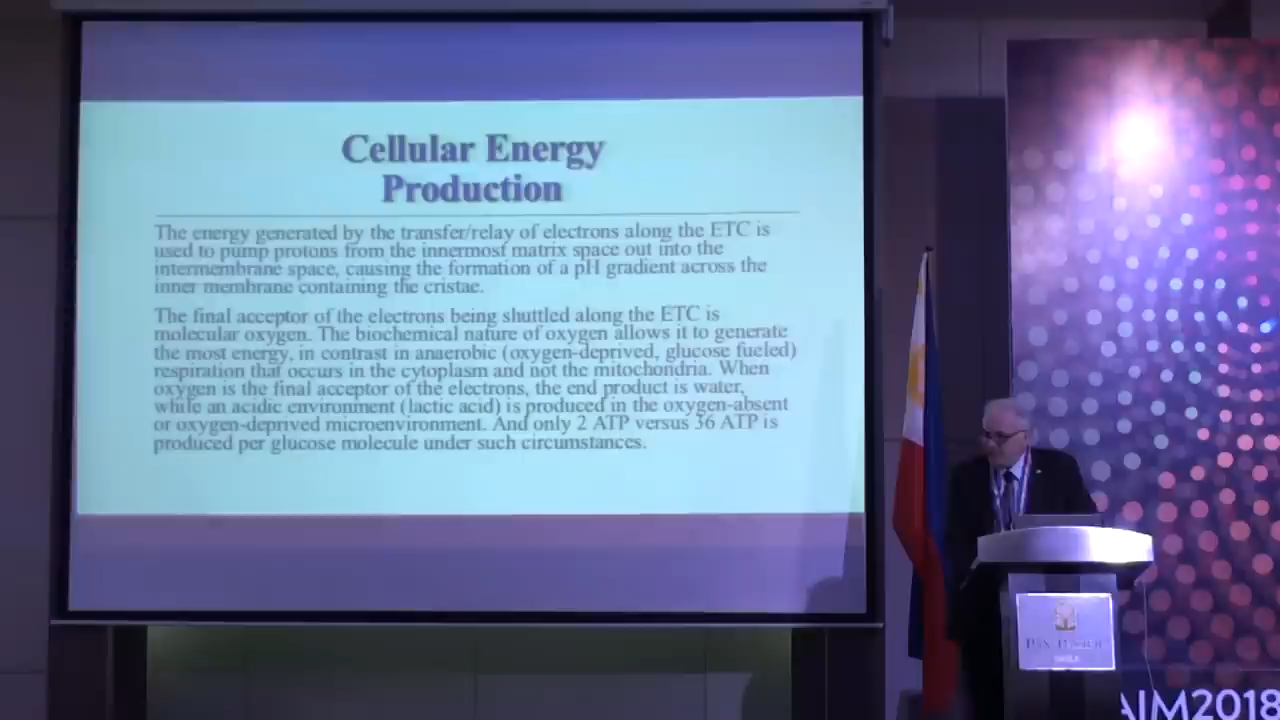 Cellular Energy
Production
The energy generated by the transfer/relay of electrons along the ETC is
used to pump protons from the innermost matrix space out into the
intermembrane space, causing the formation of a pH gradient across the
inner membrane containing the cristae.
The final acceptor of the electrons being shuttled along the ETC is
molecular oxygen. The biochemical nature of oxygen allows it to generate
the most energy, in contrast in anaerobic (oxygen-deprived, glucose fueled)
respiration that occurs in the cytoplasm and not the mitochondria. When
oxygen is the final acceptor of the electrons, the end product is water,
while an acidic environment (lactic acid) is produced in the oxygen-absent
or oxygen-deprived microenvironment. And only 2 ATP versus 36 ATP is
produced per glucose molecule under such circumstances.
AIM2018